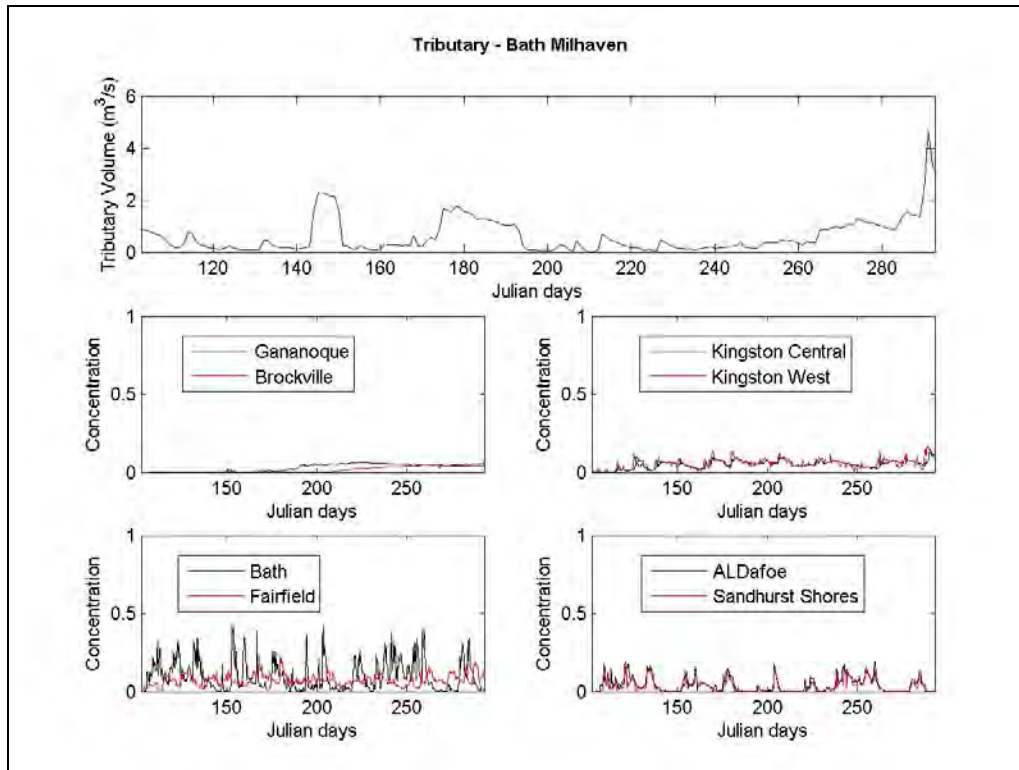 Tributary - Bath Milhaven
Tributary Volume (m³/s)
6
4
2
0
120 140 160 180 200 220 240 260 280
Julian days
Concentration
1
0.5
0
Gananoque
Brockville
150 200 250
Julian days
Concentration
1
0.5
0
Kingston Central
Kingston West
150 200 250
Julian days
Concentration
1
0.5
0
Bath
Fairfield
150 200 250
Julian days
Concentration
1
0.5
0
ALDafoe
Sandhurst Shores
150 200 250
Julian days